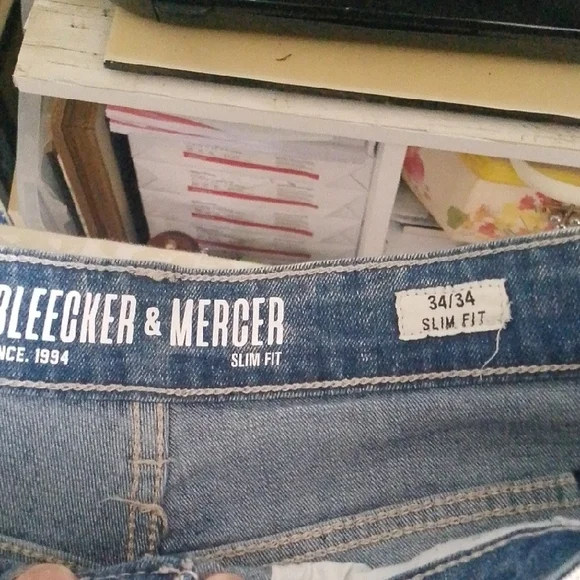 BLEECKER & MERCER
NCE. 1994
SLIM FIT
34/34
SLIM FIT